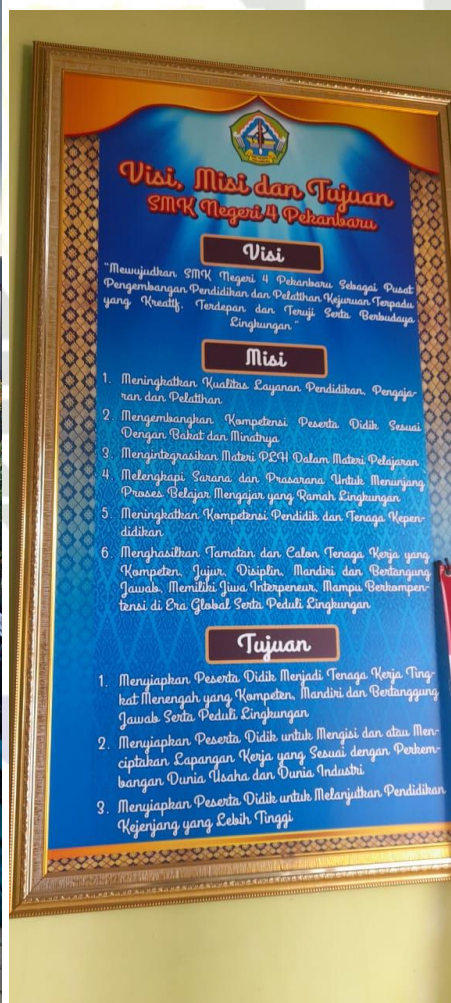 Visi, Misi dan Tujuan
SMK Negeri 4 Pekanbaru
Visi
"Mewujudkan SMK Negeri 4 Pekanbaru Sebagai Pusat
Pengembangan Pendidikan dan Pelatihan Kejuruan Terpadu
yang Kreatif, Terdepan dan Teruji Serta Berbudaya
Lingkungan"
Misi
1. Meningkatkan Kualitas Layanan Pendidikan, Pengaja-
ran dan Pelatihan
2. Mengembangkan Kompetensi Peserta Didik Sesuai
Dengan Bakat dan Minatnya
3. Mengintegrasikan Materi PLH Dalam Materi Pelajaran
4. Melengkapi Sarana dan Prasarana Untuk Menunjang
Proses Belajar Mengajar yang Ramah Lingkungan
5. Meningkatkan Kompetensi Pendidik dan Tenaga Kepen-
didikan
6. Menghasilkan Tamatan dan Calon Tenaga Kerja yang
Kompeten, Jujur, Disiplin, Mandiri dan Bertangung
Jawab, Memiliki Jiwa Interpeneur, Mampu Berkompen-
tensi di Era Global Serta Peduli Lingkungan
Tujuan
1. Menyiapkan Peserta Didik Menjadi Tenaga Kerja Ting-
kat Menengah yang Kompeten, Mandiri dan Bertanggung
Jawab Serta Peduli Lingkungan
2. Menyiapkan Peserta Didik untuk Mengisi dan atau Men-
ciptakan Lapangan Kerja yang Sesuai dengan Perkem-
bangan Dunia Usaha dan Dunia Industri
3. Menyiapkan Peserta Didik untuk Melanjutkan Pendidikan
Kejenjang yang Lebih Tinggi